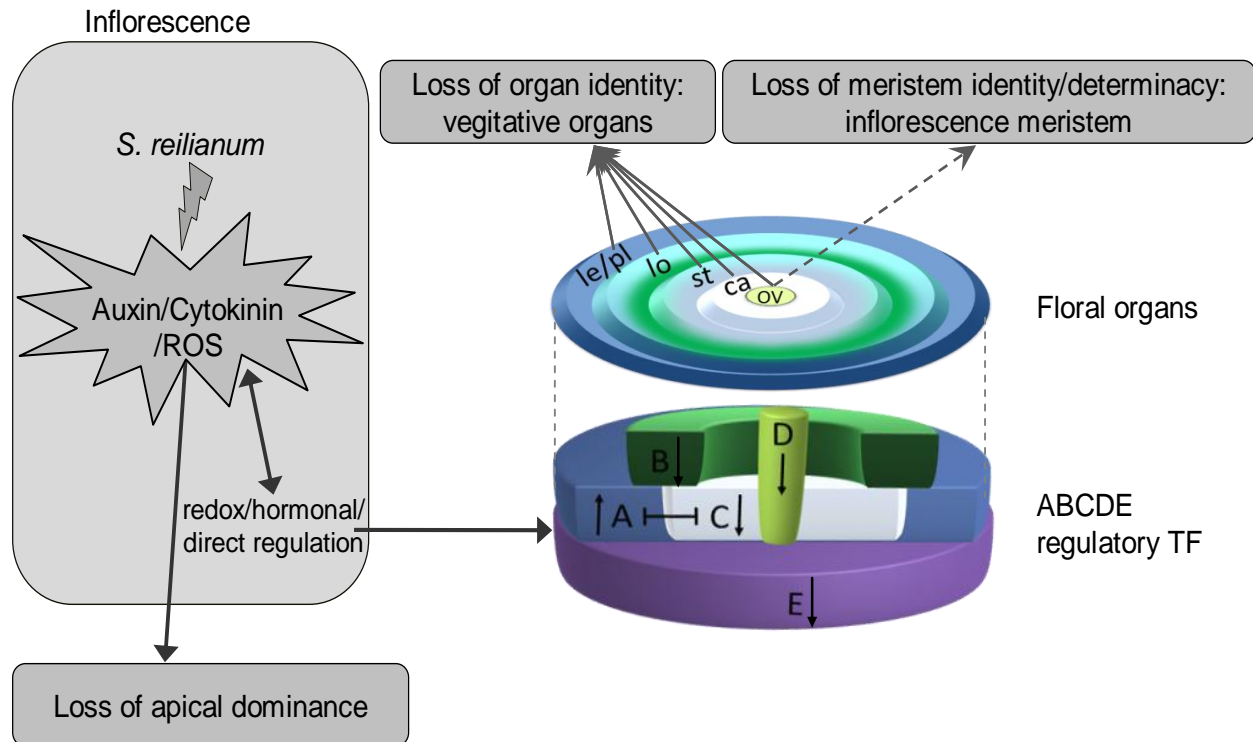 Inflorescence
S. reilianum
Auxin/Cytokinin
/ROS
redox/hormonal/
direct regulation
Loss of apical dominance
Loss of organ identity:
vegitative organs
Loss of meristem identity/determinacy:
inflorescence meristem
le/pl
lo
st
ca
ov
Floral organs
B
D
A
C
E
ABCDE
regulatory TF